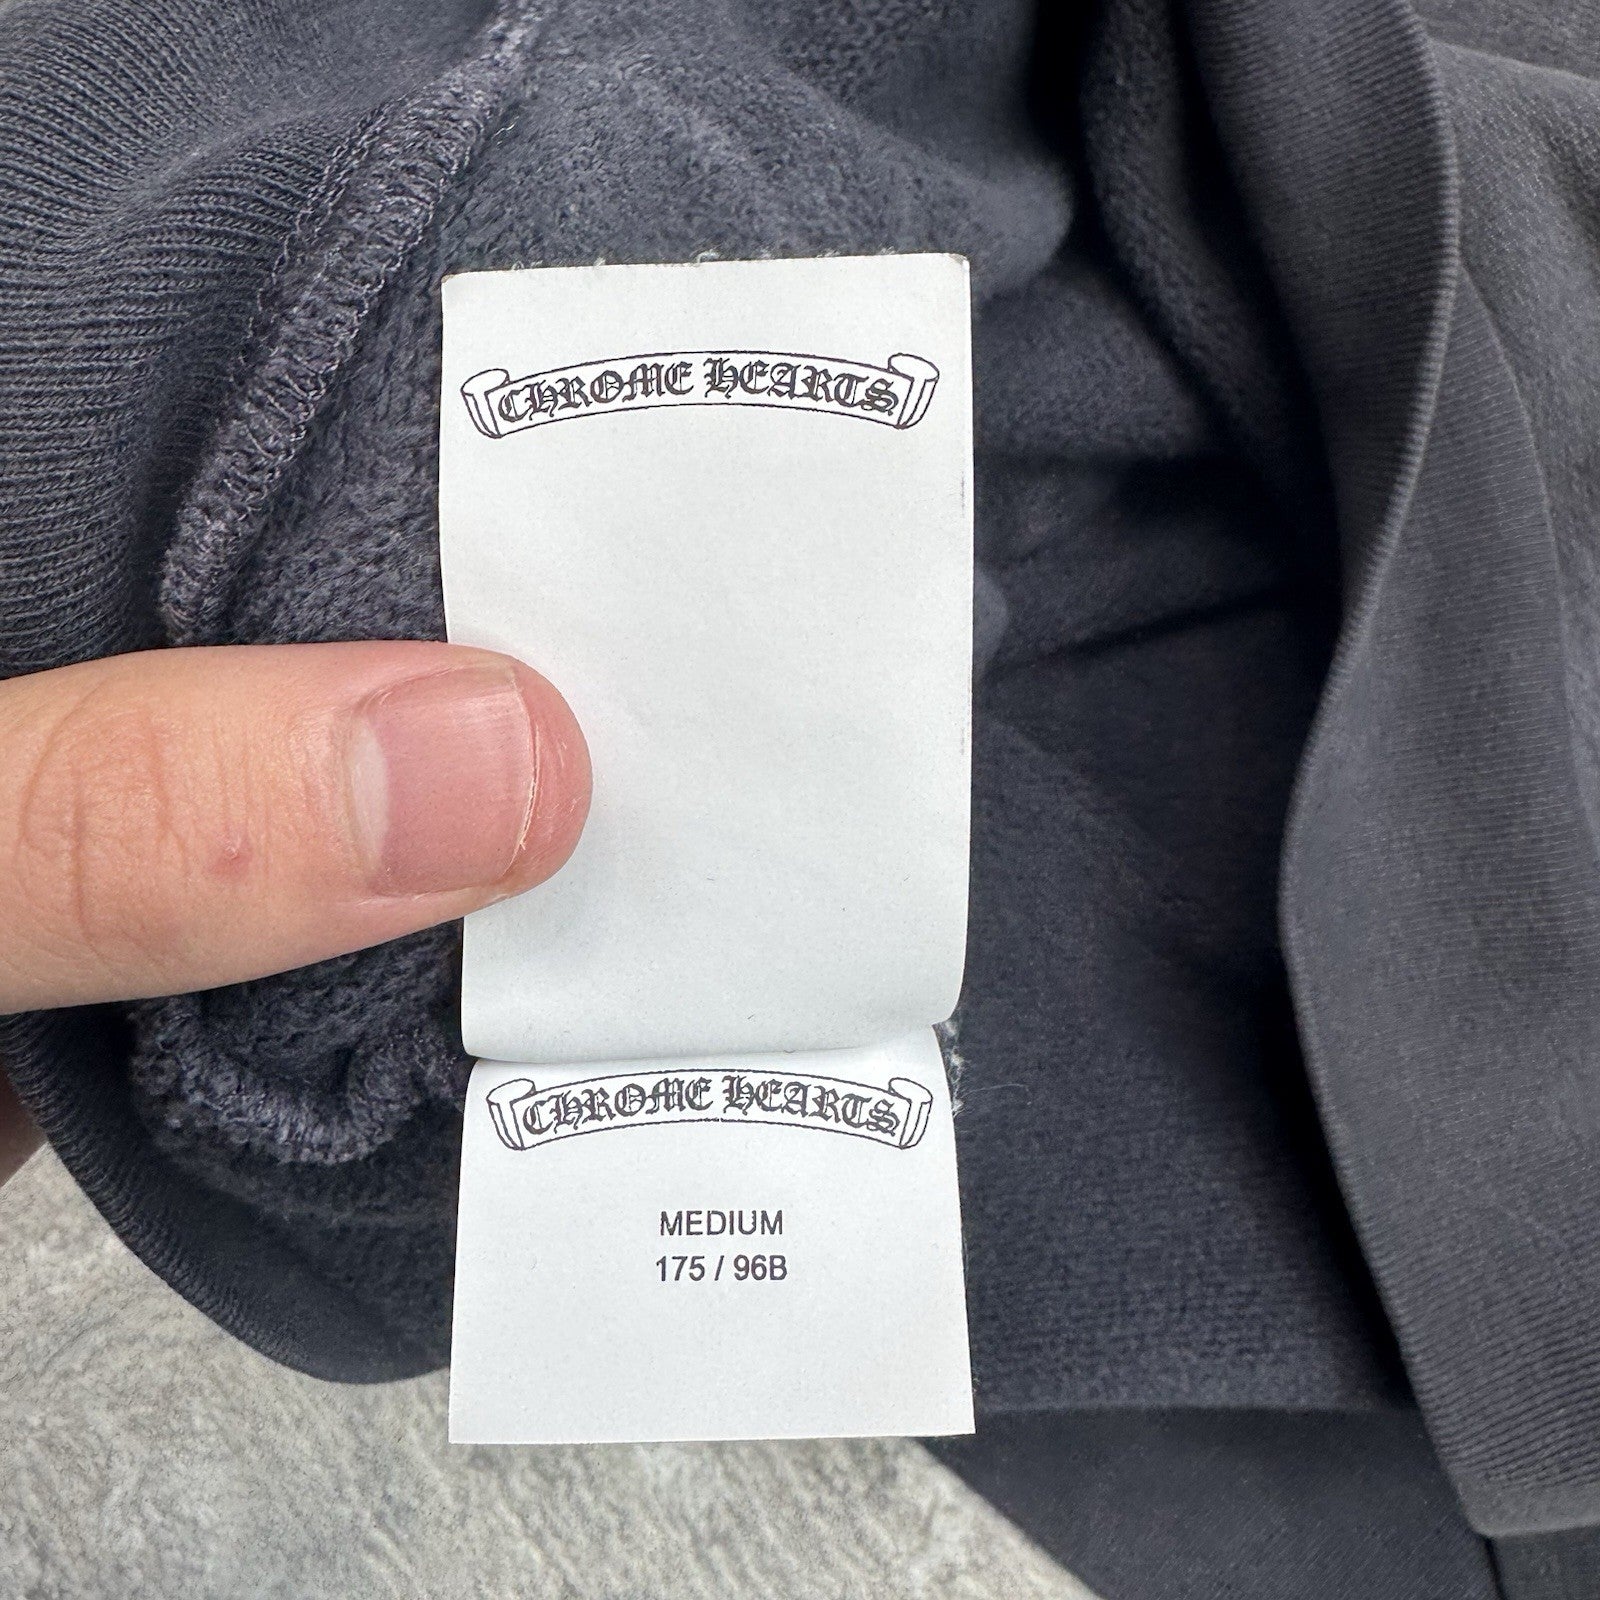 CHROME HEARTS
CHROME HEARTS
MEDIUM
175 / 96B